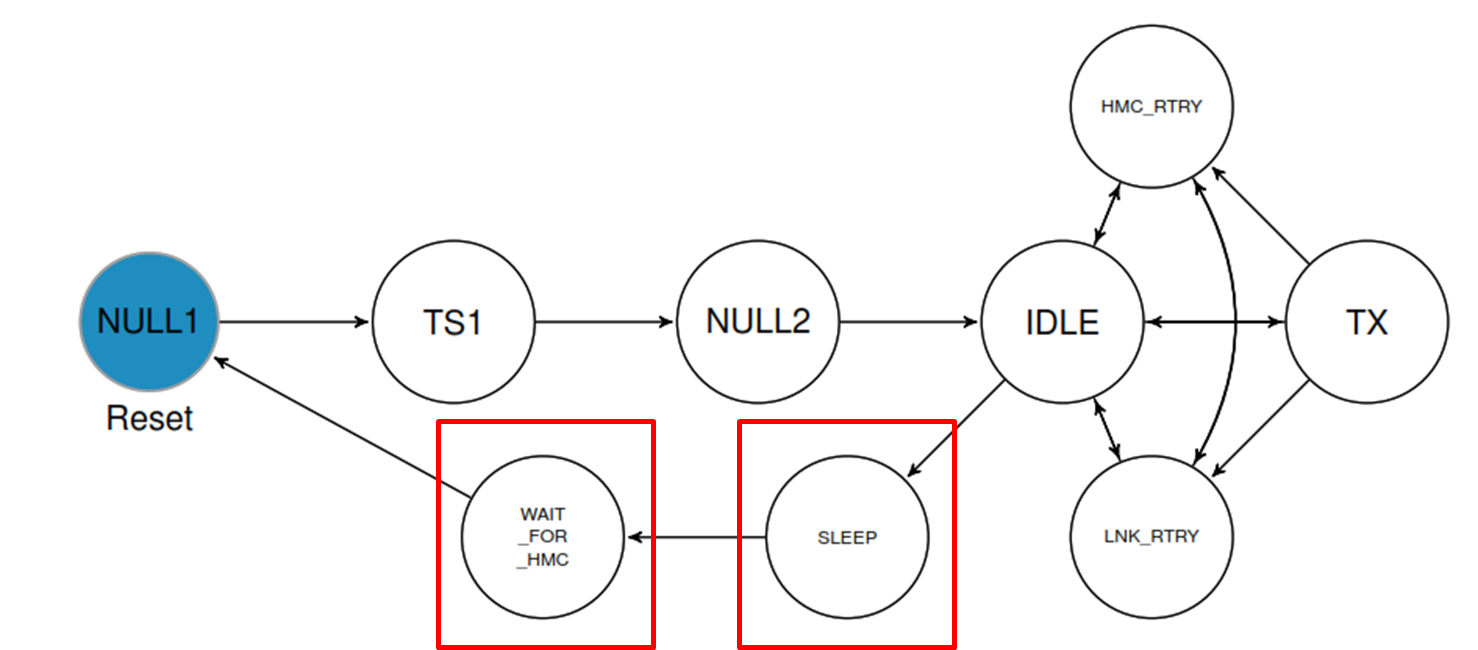 HMC_RTRY
NULL1
TS1
NULL2
IDLE
TX
Reset
WAIT
_FOR
_HMC
SLEEP
LNK_RTRY